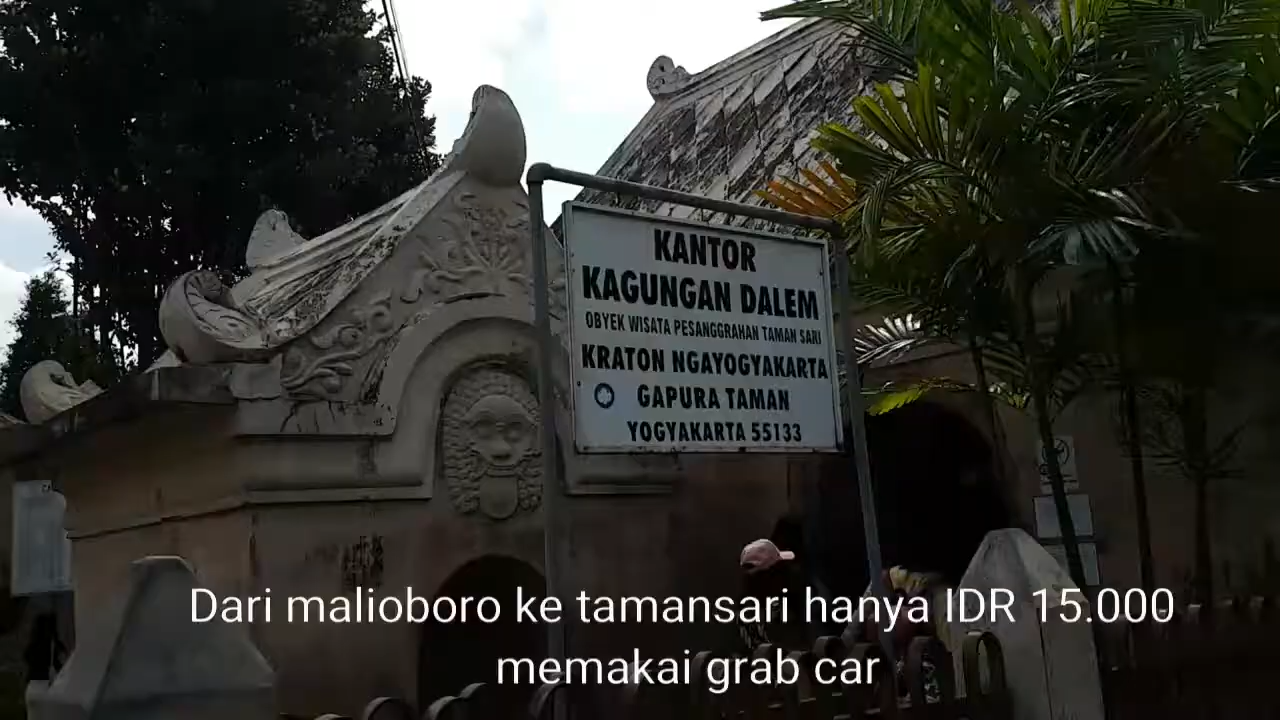 KANTOR
KAGUNGAN DALEM
OBYEK WISATA PESANGGRAHAN TAMAN SARI
KRATON NGAYOGYAKARTA
GAPURA TAMAN
YOGYAKARTA 55133
Dari malioboro ke tamansari hanya IDR 15.000
memakai grab car